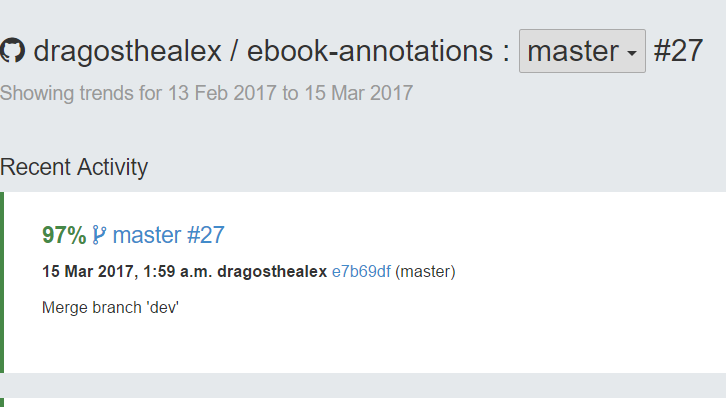 dragosthealex / ebook-annotations : master #27
Showing trends for 13 Feb 2017 to 15 Mar 2017
Recent Activity
97% master #27
15 Mar 2017, 1:59 a.m. dragosthealex e7b69df (master)
Merge branch 'dev'